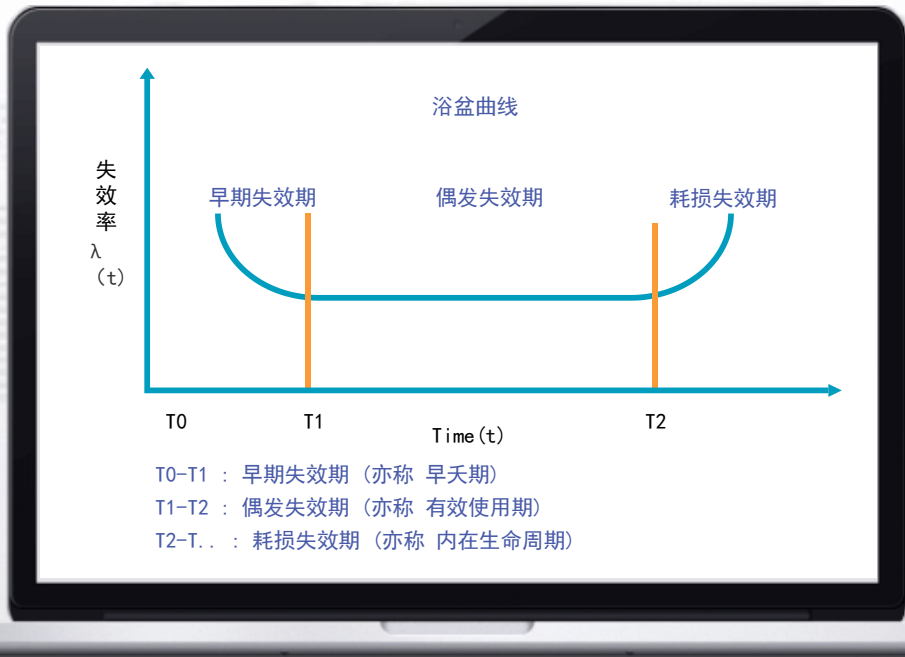 浴盆曲线
失效率
λ
(t)
早期失效期
偶发失效期
耗损失效期
T0
T1
T2
Time(t)
T0-T1 : 早期失效期 (亦称 早夭期)
T1-T2 : 偶发失效期 (亦称 有效使用期)
T2-T.. : 耗损失效期 (亦称 内在生命周期)